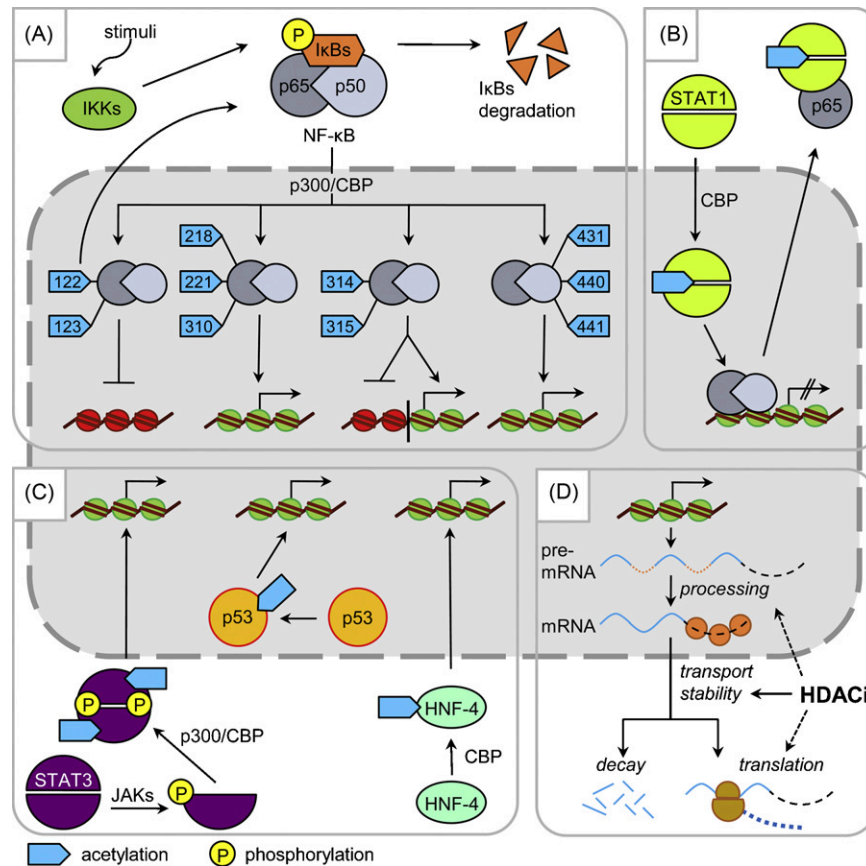 (A)
stimuli
IKKs
P
IκBs
p65
p50
NF-κB
IκBs
degradation
p300/CBP
122
123
218
221
310
314
315
431
440
441
(B)
STAT1
p65
CBP
(C)
p53
p53
P
P
p300/CBP
STAT3
JAKs
P
HNF-4
CBP
HNF-4
(D)
pre-
mRNA
processing
mRNA
transport
stability
HDACi
decay
translation
acetylation
P
phosphorylation